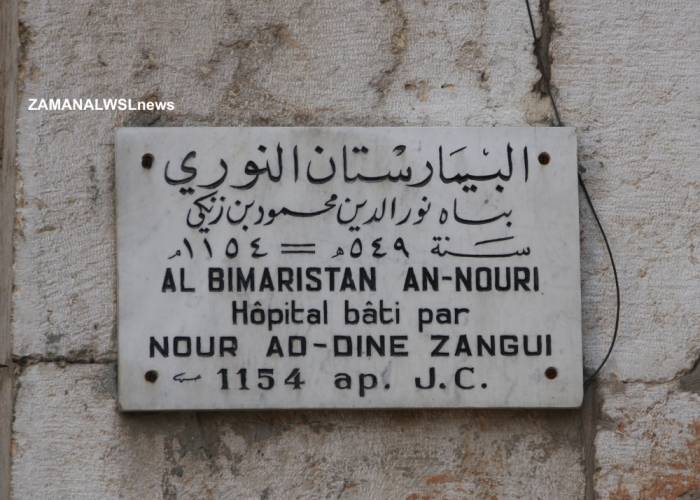 ZAMANALWSLnews
البيمارستان النوري
بناه نور الدين محمود بن زنكي
سنة ٥٤٩ھ = ١١٥٤م
AL BIMARISTAN AN-NOURI
Hôpital bâti par
NOUR AD-DINE ZANGUI
1154 ap. J.C.